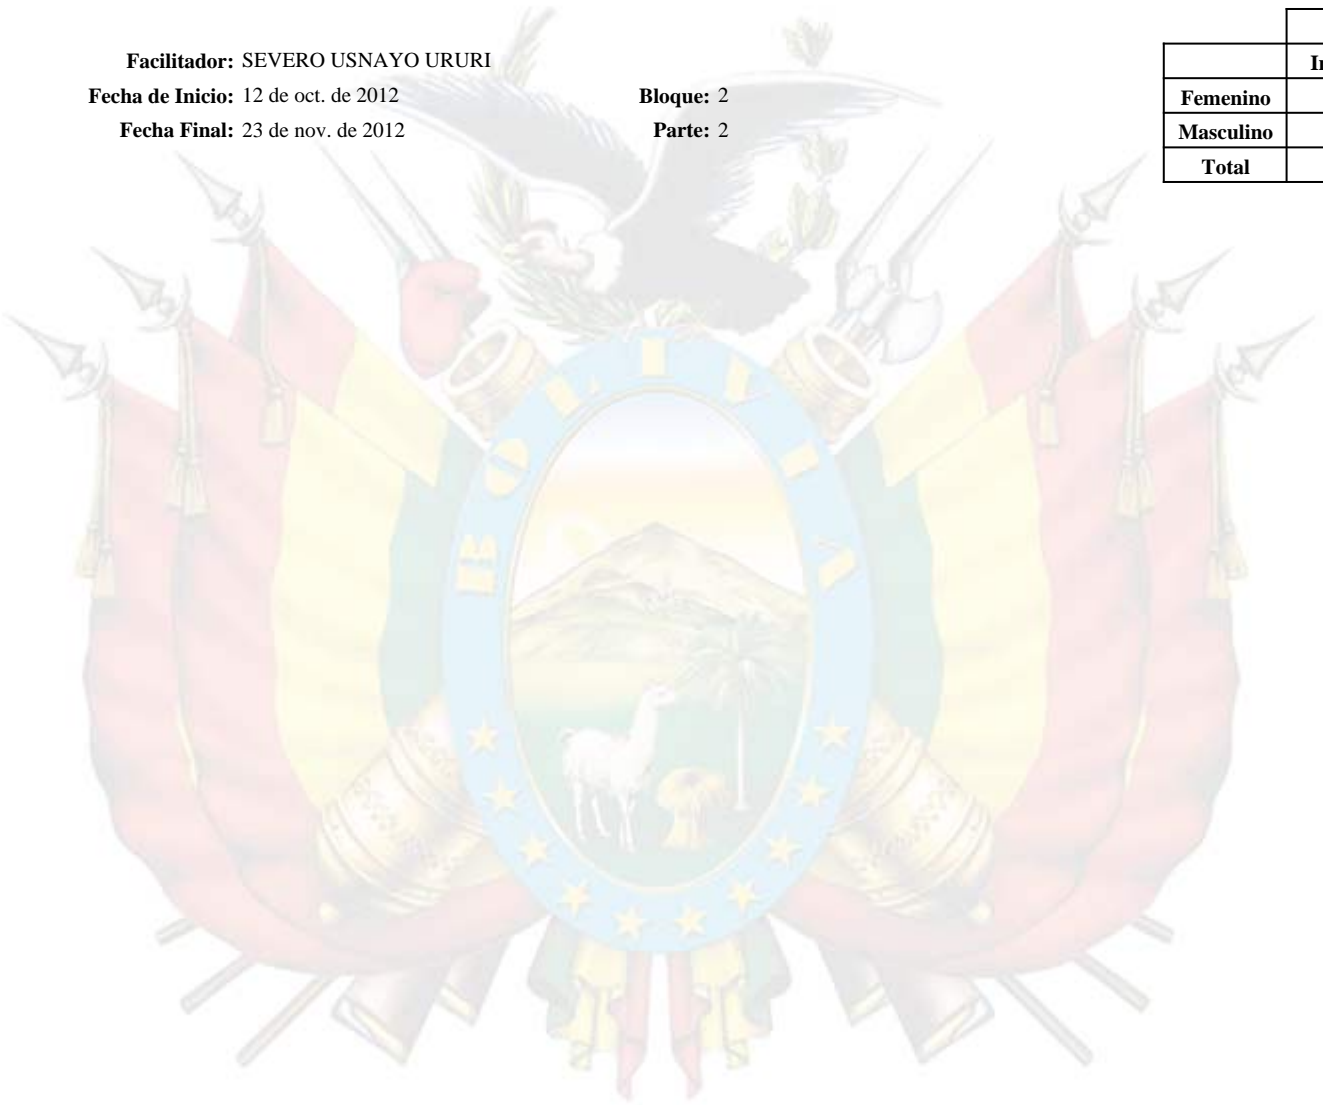 Facilitador: SEVERO USNAYO URURI
Fecha de Inicio: 12 de oct. de 2012 Bloque: 2
Fecha Final: 23 de nov. de 2012 Parte: 2
Femenino
Masculino
Total
BOLIVIA